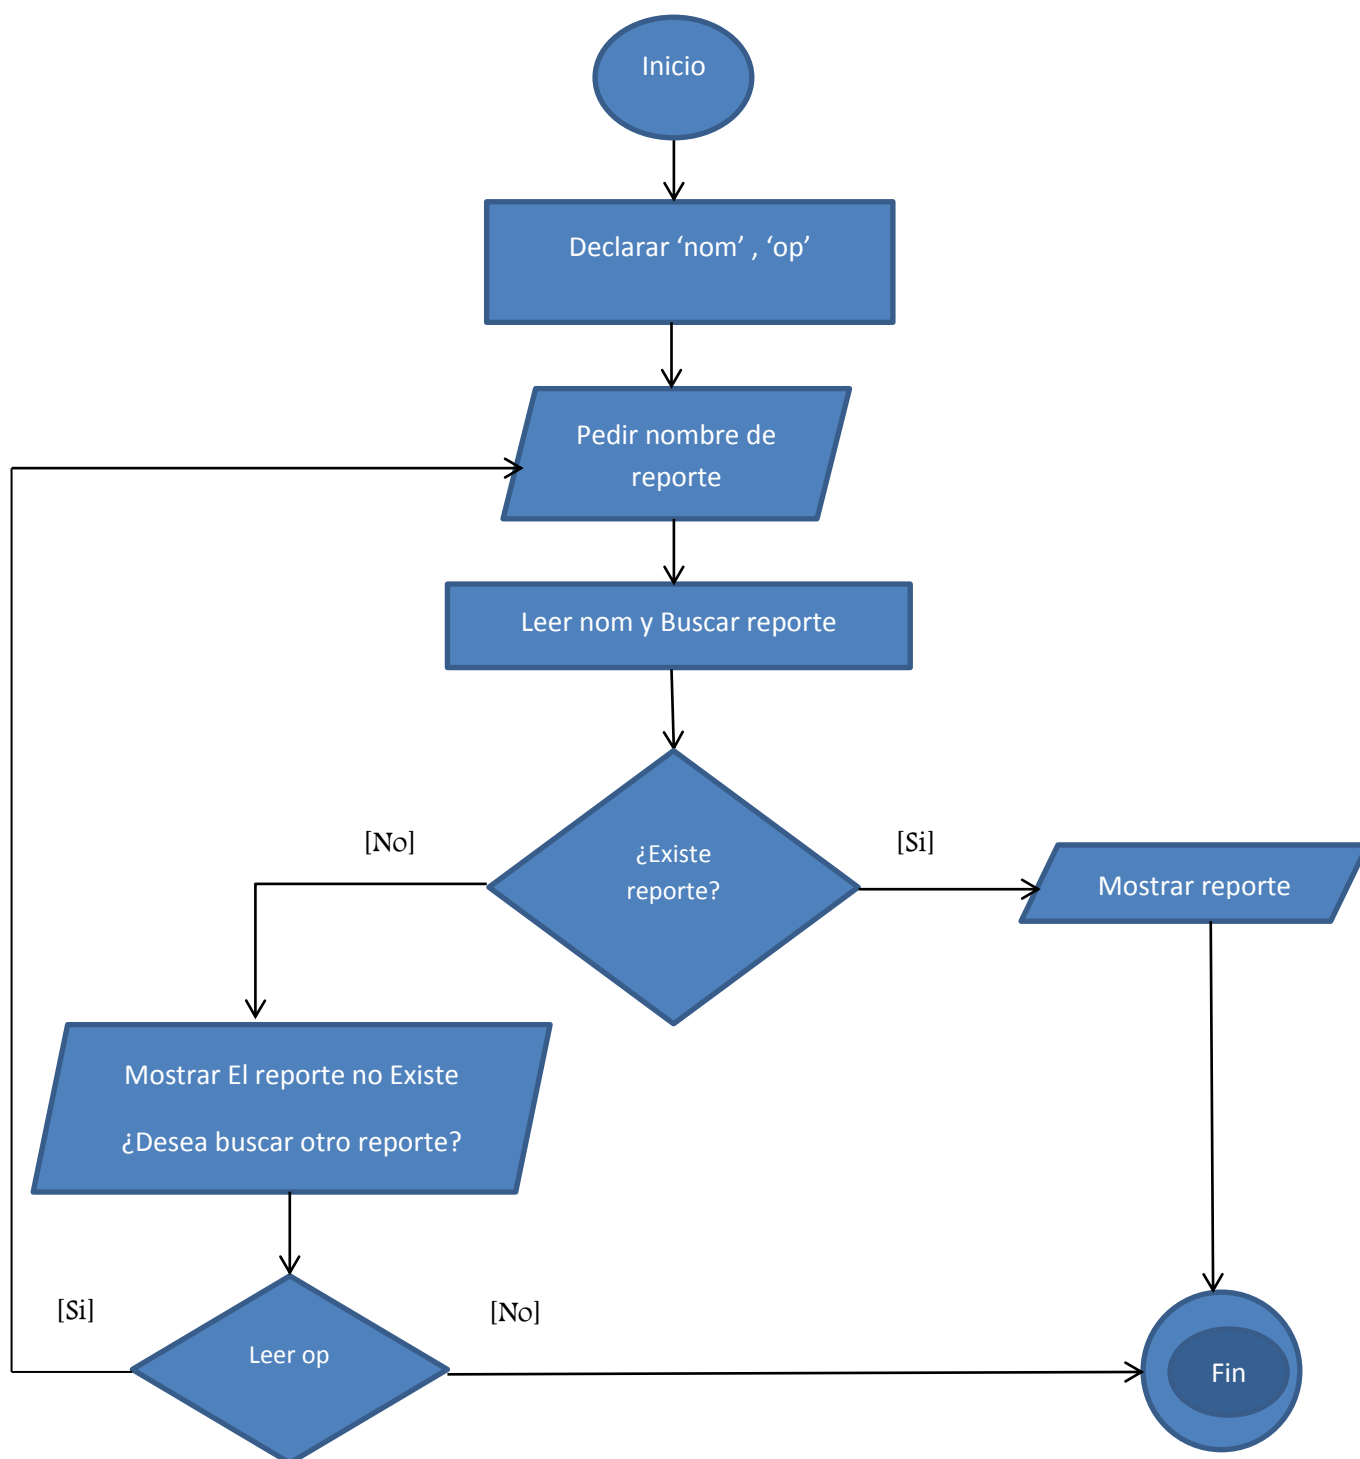 Inicio
Declarar ‘nom’ , ‘op’
Pedir nombre de
reporte
Leer nom y Buscar reporte
[No]
¿Existe
reporte?
[Si]
Mostrar reporte
Mostrar El reporte no Existe
¿Desea buscar otro reporte?
[Si]
Leer op
[No]
Fin